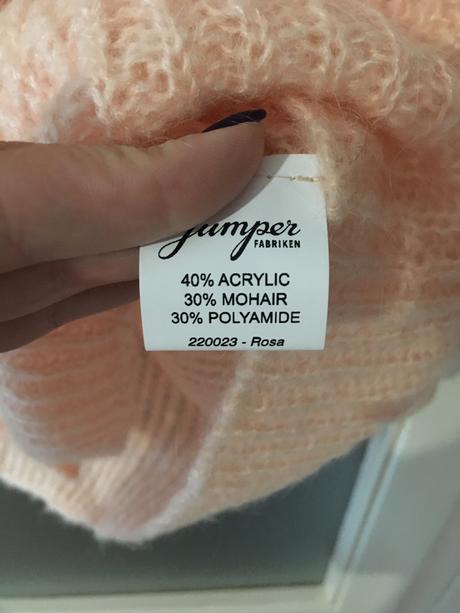 Jumper
FABRIKEN
40% ACRYLIC
30% MOHAIR
30% POLYAMIDE
220023 - Rosa